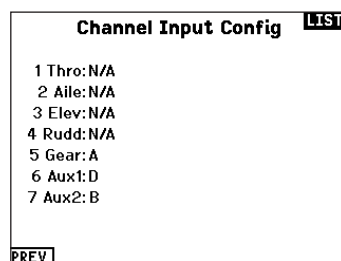 Channel Input Config
LIST
1 Thro: N/A
2 Aile: N/A
3 Elev: N/A
4 Rudd: N/A
5 Gear: A
6 Aux1: D
7 Aux2: B
PREV